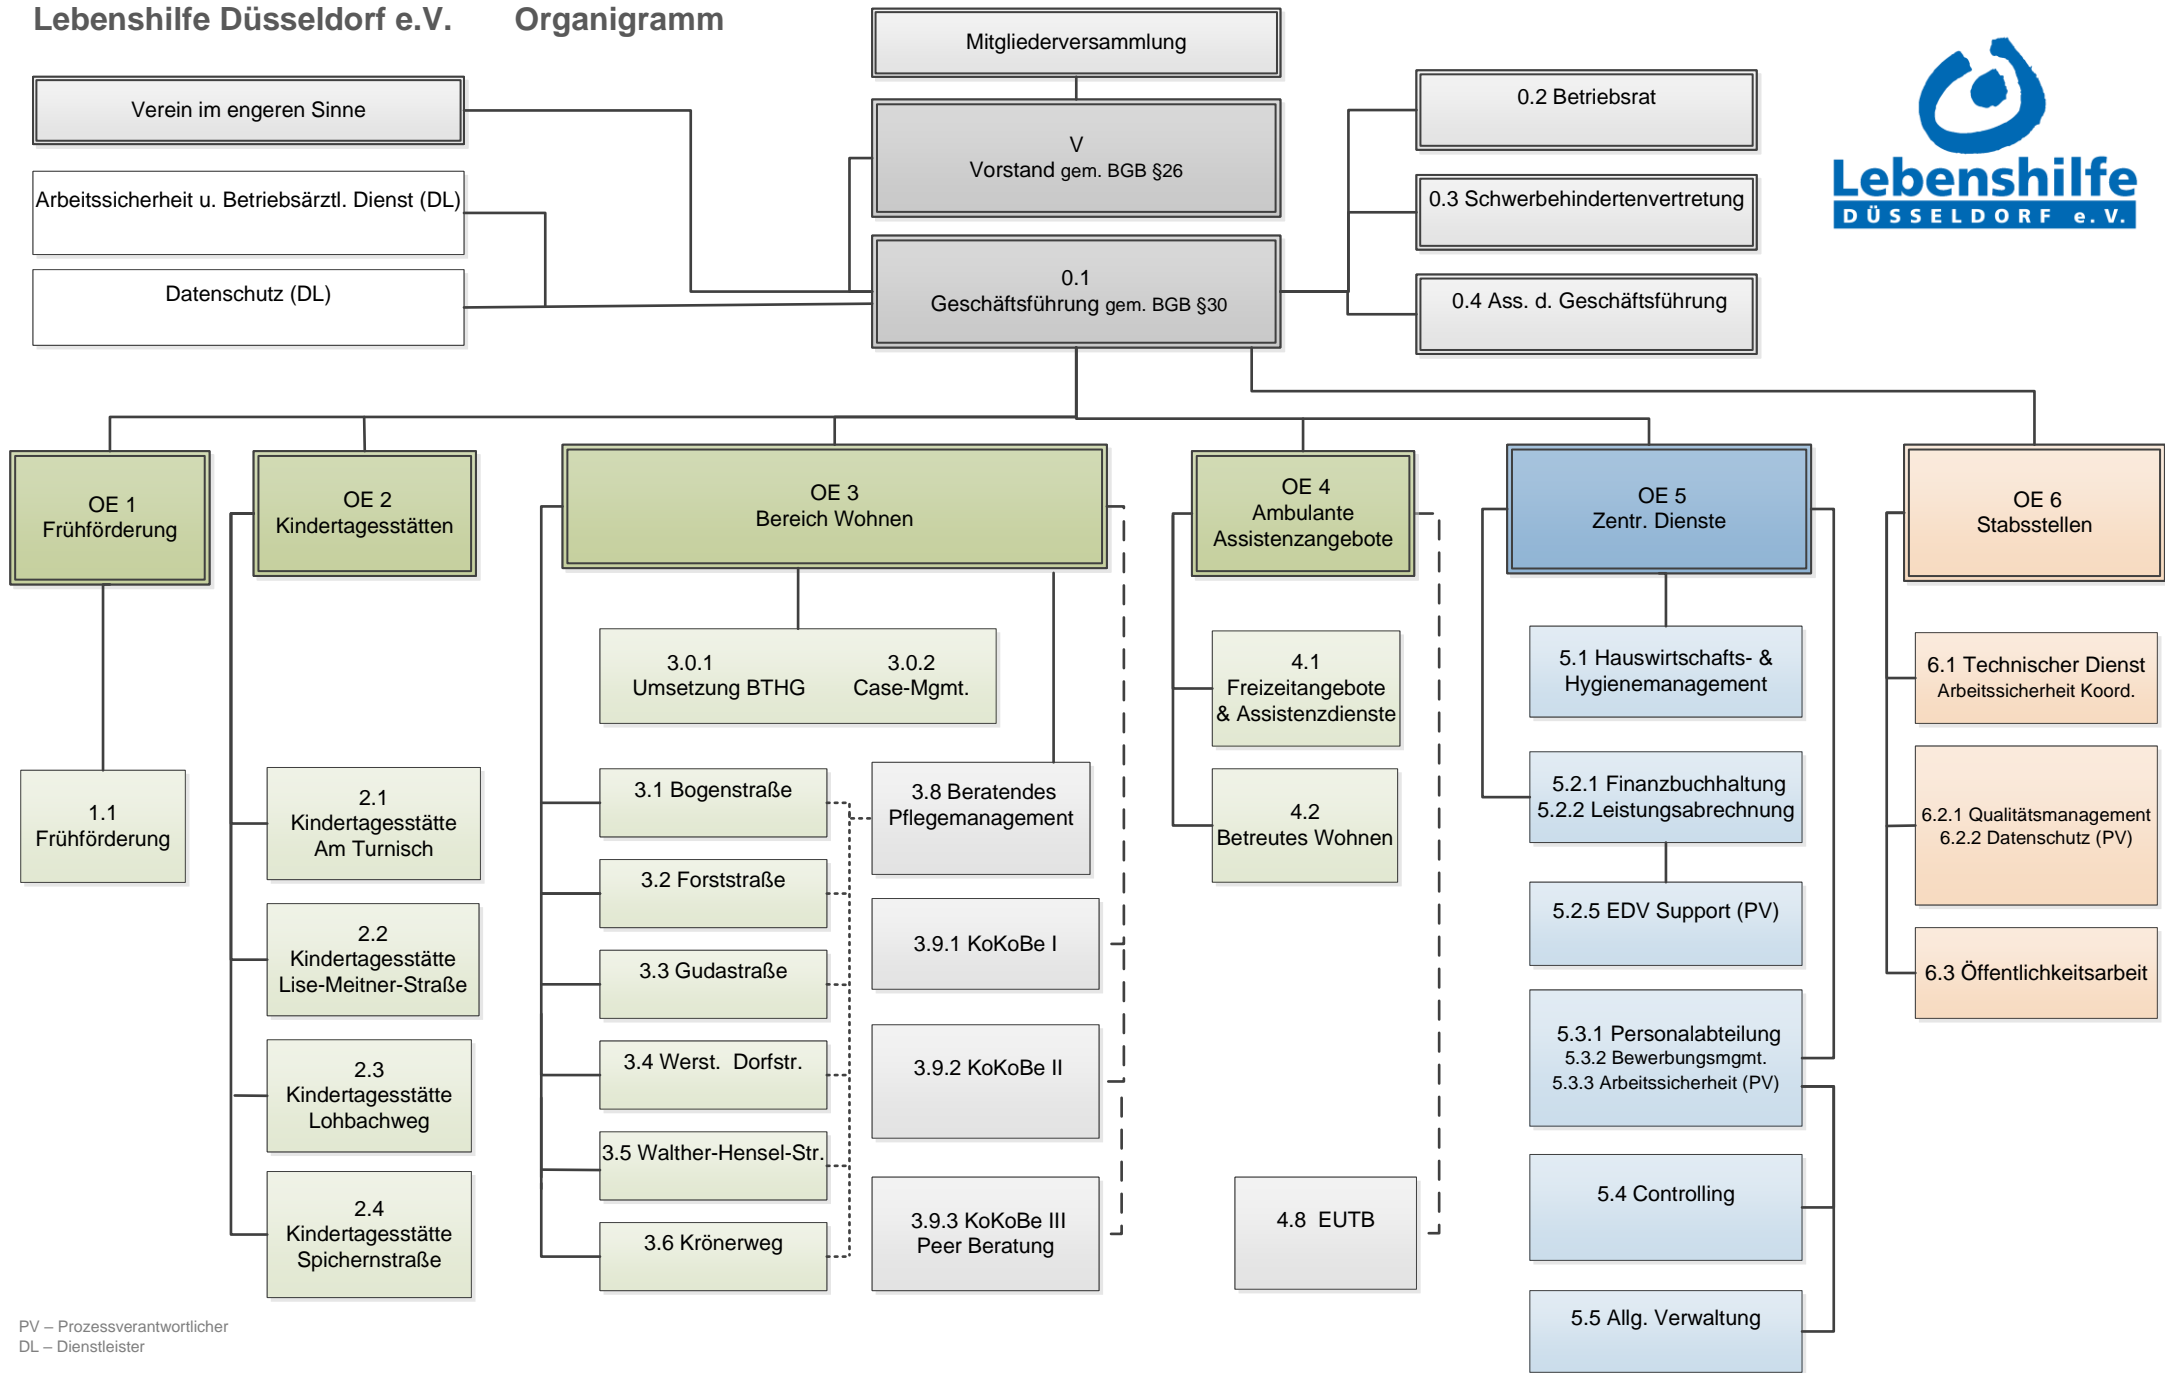 Lebenshilfe Düsseldorf e.V. Organigramm
Mitgliederversammlung
Verein im engeren Sinne
Arbeitssicherheit u. Betriebsärztl. Dienst (DL)
Datenschutz (DL)
V
Vorstand gem. BGB §26
0.1
Geschäftsführung gem. BGB §30
0.2 Betriebsrat
0.3 Schwerbehindertenvertretung
0.4 Ass. d. Geschäftsführung
Lebenshilfe
DÜSSELDORF e.V.
OE 1
Frühförderung
1.1
Frühförderung
OE 2
Kindertagesstätten
2.1
Kindertagesstätte
Am Turnisch
2.2
Kindertagesstätte
Lise-Meitner-Straße
2.3
Kindertagesstätte
Lohbachweg
2.4
Kindertagesstätte
Spichernstraße
OE 3
Bereich Wohnen
3.0.1 3.0.2
Umsetzung BTHG Case-Mgmt.
3.1 Bogenstraße
3.2 Forststraße
3.3 Gudastraße
3.4 Werst. Dorfstr.
3.5 Walther-Hensel-Str.
3.6 Krönerweg
3.8 Beratendes
Pflegemanagement
3.9.1 KoKoBe I
3.9.2 KoKoBe II
3.9.3 KoKoBe III
Peer Beratung
OE 4
Ambulante
Assistenzangebote
4.1
Freizeitangebote
& Assistenzdienste
4.2
Betreutes Wohnen
4.8 EUTB
OE 5
Zentr. Dienste
5.1 Hauswirtschafts- &
Hygienemanagement
5.2.1 Finanzbuchhaltung
5.2.2 Leistungsabrechnung
5.2.5 EDV Support (PV)
5.3.1 Personalabteilung
5.3.2 Bewerbungsmgmt.
5.3.3 Arbeitssicherheit (PV)
5.4 Controlling
5.5 Allg. Verwaltung
OE 6
Stabsstellen
6.1 Technischer Dienst
Arbeitssicherheit Koord.
6.2.1 Qualitätsmanagement
6.2.2 Datenschutz (PV)
6.3 Öffentlichkeitsarbeit
PV – Prozessverantwortlicher
DL – Dienstleister